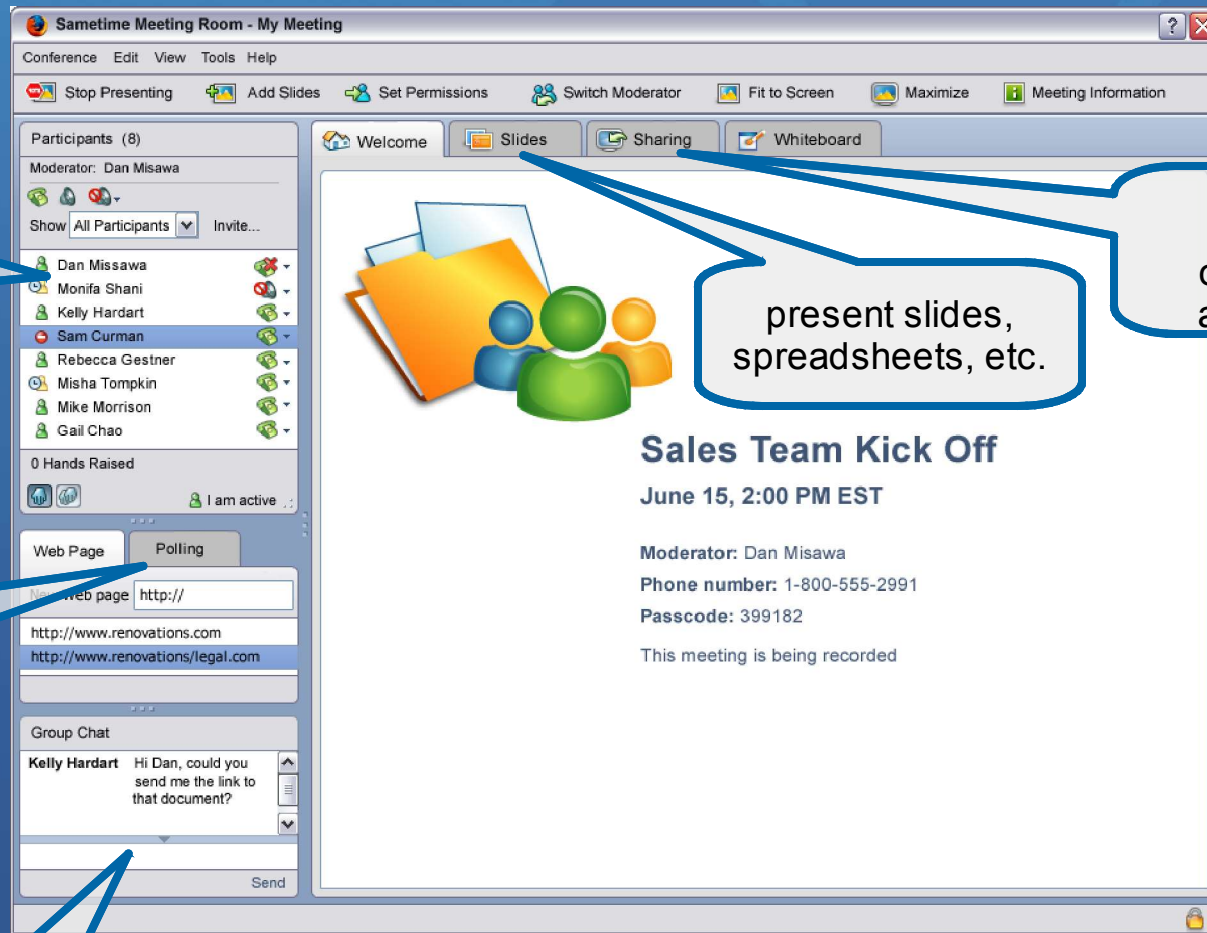 Sametime Meeting Room - My Meeting
?
Conference Edit View Tools Help
Stop Presenting Add Slides Set Permissions Switch Moderator Fit to Screen Maximize Meeting Information
Participants (8)
Moderator: Dan Misawa
Show All Participants Invite...
Dan Missawa
Monifa Shani
Kelly Hardart
Sam Curman
Rebecca Gestner
Misha Tompkin
Mike Morrison
Gail Chao
0 Hands Raised
I am active
Web Page Polling
web page http://
http://www.renovations.com
http://www.renovations/legal.com
Group Chat
Kelly Hardart Hi Dan, could you
send me the link to
that document?
Send
Welcome Slides Sharing Whiteboard
present slides,
spreadsheets, etc.
Sales Team Kick Off
June 15, 2:00 PM EST
Moderator: Dan Misawa
Phone number: 1-800-555-2991
Passcode: 399182
This meeting is being recorded